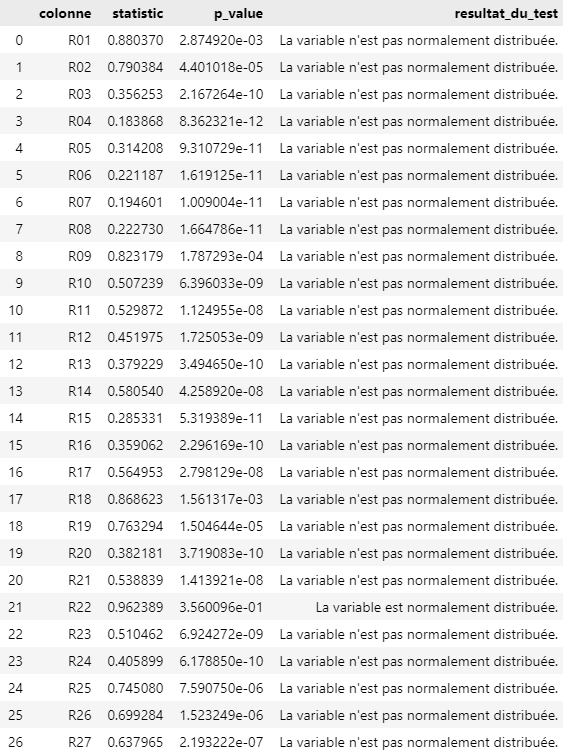 colonne statistic p_value resultat_du_test
0 R01 0.880370 2.874920e-03 La variable n'est pas normalement distribuée.
1 R02 0.790384 4.401018e-05 La variable n'est pas normalement distribuée.
2 R03 0.356253 2.167264e-10 La variable n'est pas normalement distribuée.
3 R04 0.183868 8.362321e-12 La variable n'est pas normalement distribuée.
4 R05 0.314208 9.310729e-11 La variable n'est pas normalement distribuée.
5 R06 0.221187 1.619125e-11 La variable n'est pas normalement distribuée.
6 R07 0.194601 1.009004e-11 La variable n'est pas normalement distribuée.
7 R08 0.222730 1.664786e-11 La variable n'est pas normalement distribuée.
8 R09 0.823179 1.787293e-04 La variable n'est pas normalement distribuée.
9 R10 0.507239 6.396033e-09 La variable n'est pas normalement distribuée.
10 R11 0.529872 1.124955e-08 La variable n'est pas normalement distribuée.
11 R12 0.451975 1.725053e-09 La variable n'est pas normalement distribuée.
12 R13 0.379229 3.494650e-10 La variable n'est pas normalement distribuée.
13 R14 0.580540 4.258920e-08 La variable n'est pas normalement distribuée.
14 R15 0.285331 5.319389e-11 La variable n'est pas normalement distribuée.
15 R16 0.359062 2.296169e-10 La variable n'est pas normalement distribuée.
16 R17 0.564953 2.798129e-08 La variable n'est pas normalement distribuée.
17 R18 0.868623 1.561317e-03 La variable n'est pas normalement distribuée.
18 R19 0.763294 1.504644e-05 La variable n'est pas normalement distribuée.
19 R20 0.382181 3.719083e-10 La variable n'est pas normalement distribuée.
20 R21 0.538839 1.413921e-08 La variable n'est pas normalement distribuée.
21 R22 0.962389 3.560096e-01 La variable est normalement distribuée.
22 R23 0.510462 6.924272e-09 La variable n'est pas normalement distribuée.
23 R24 0.405899 6.178850e-10 La variable n'est pas normalement distribuée.
24 R25 0.745080 7.590750e-06 La variable n'est pas normalement distribuée.
25 R26 0.699284 1.523249e-06 La variable n'est pas normalement distribuée.
26 R27 0.637965 2.193222e-07 La variable n'est pas normalement distribuée.